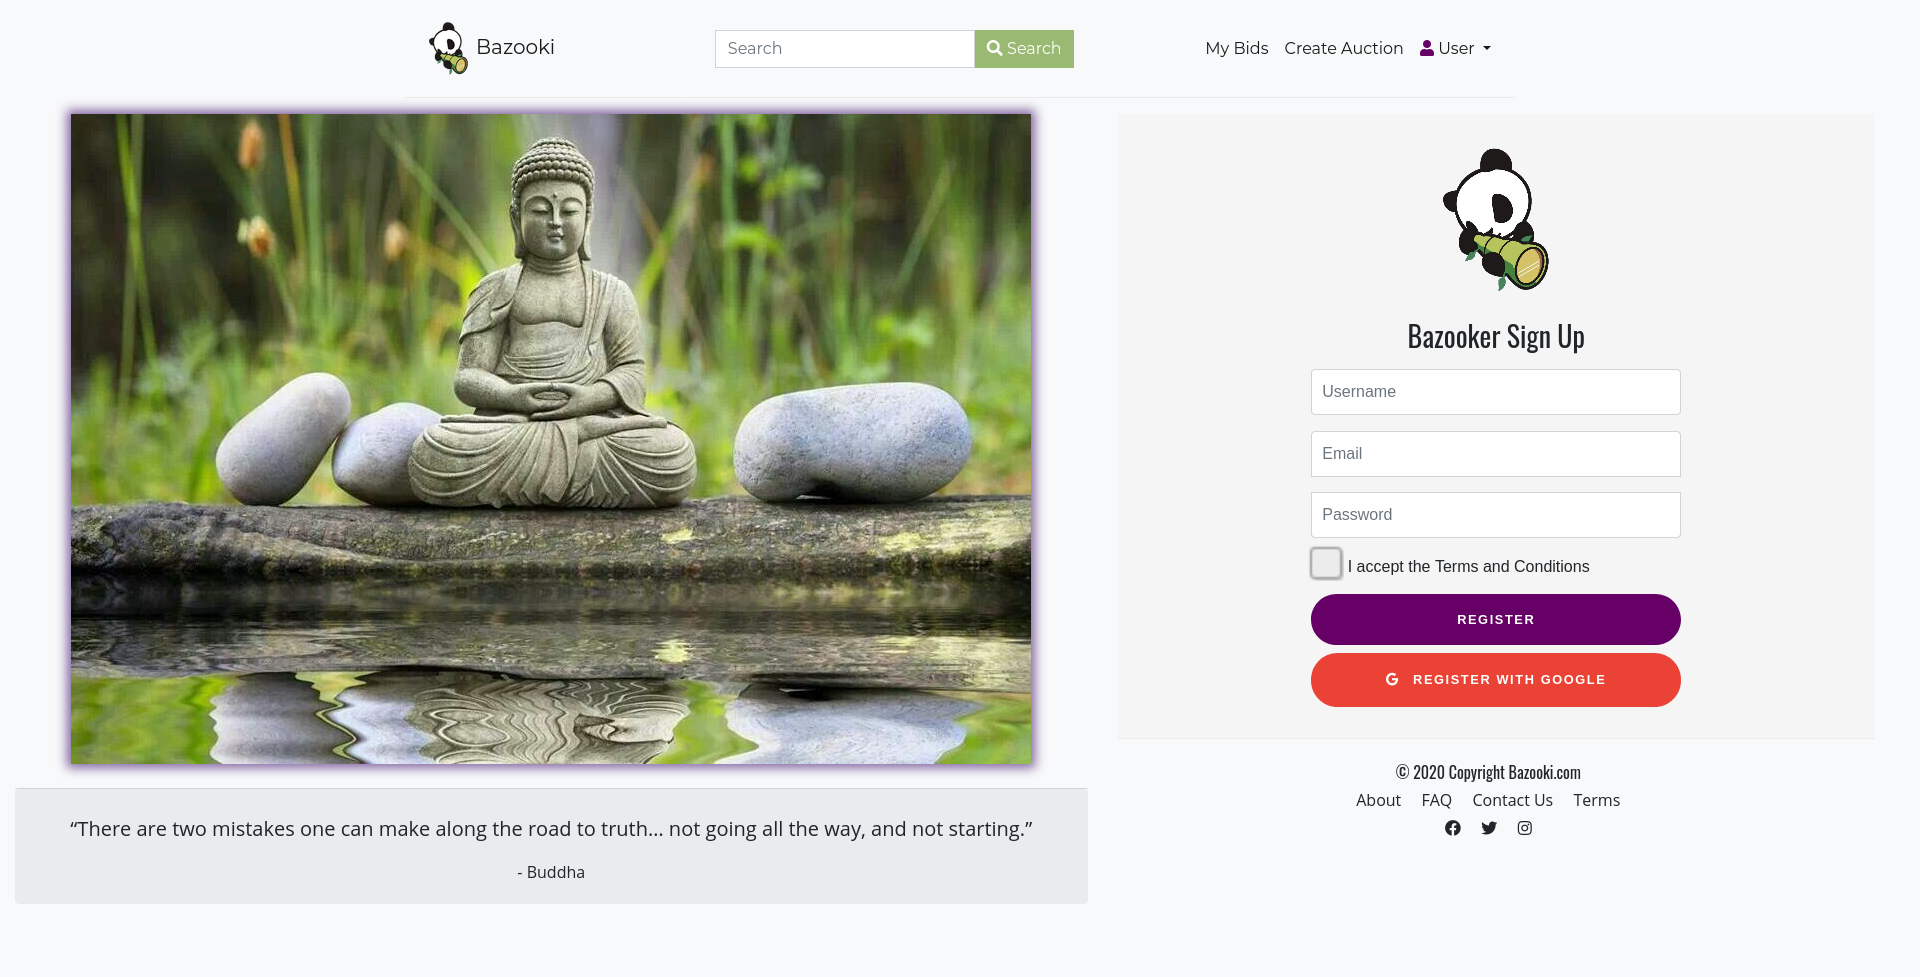 Bazooki
Search
Search
My Bids
Create Auction
User
Bazooker Sign Up
Username
Email
Password
I accept the Terms and Conditions
REGISTER
REGISTER WITH GOOGLE
© 2020 Copyright Bazooki.com
About FAQ Contact Us Terms
“There are two mistakes one can make along the road to truth... not going all the way, and not starting.”
- Buddha